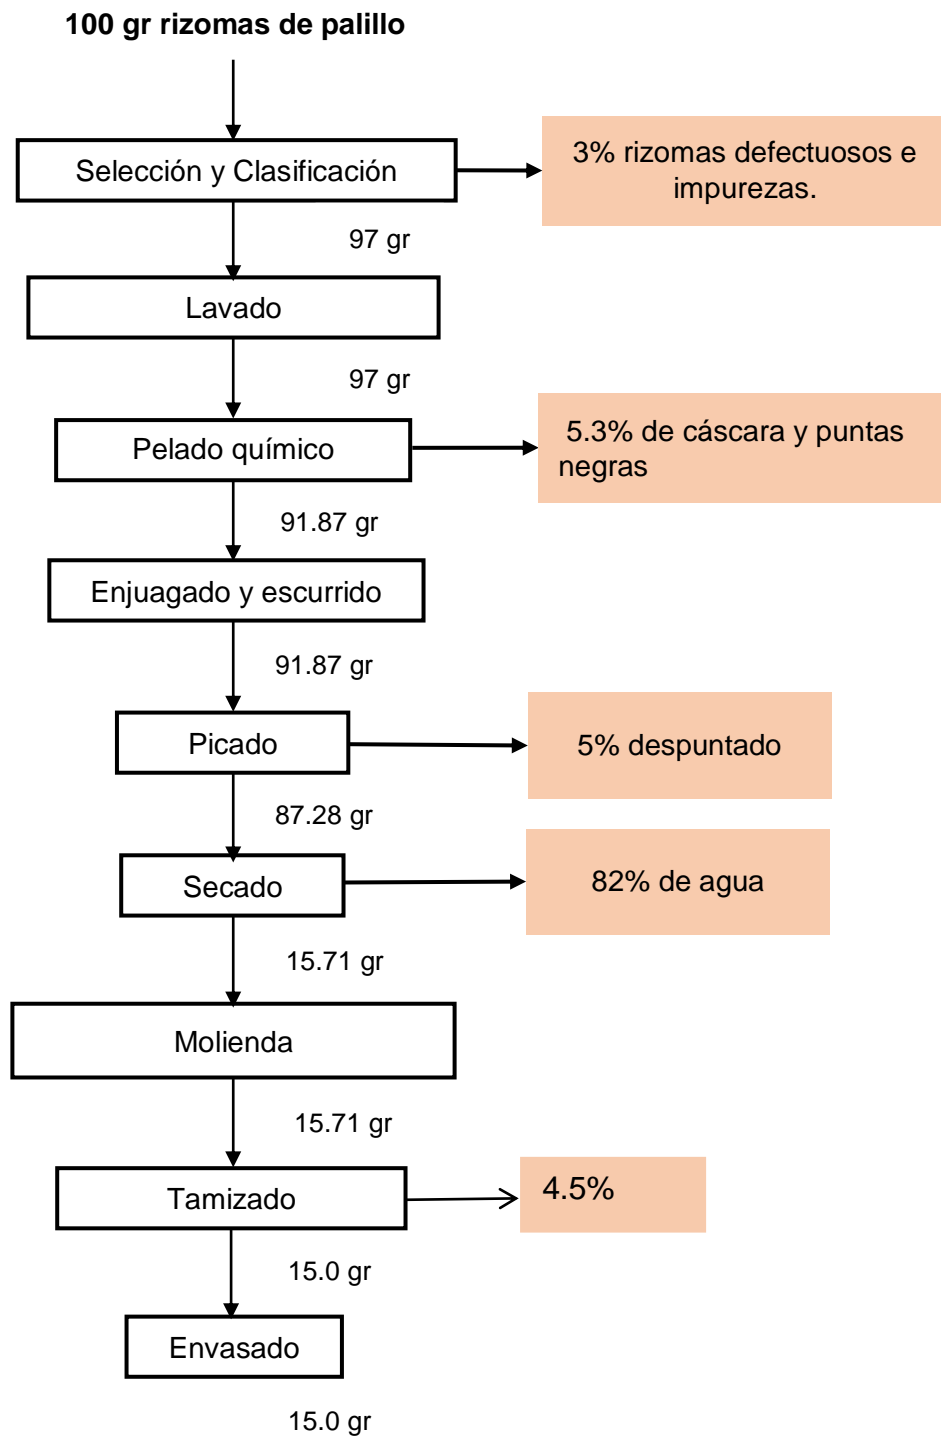 100 gr rizomas de palillo
Selección y Clasificación
3% rizomas defectuosos e
impurezas.
97 gr
Lavado
97 gr
Pelado químico
5.3% de cáscara y puntas
negras
91.87 gr
Enjuagado y escurrido
91.87 gr
Picado
5% despuntado
87.28 gr
Secado
82% de agua
15.71 gr
Molienda
15.71 gr
Tamizado
4.5%
15.0 gr
Envasado
15.0 gr